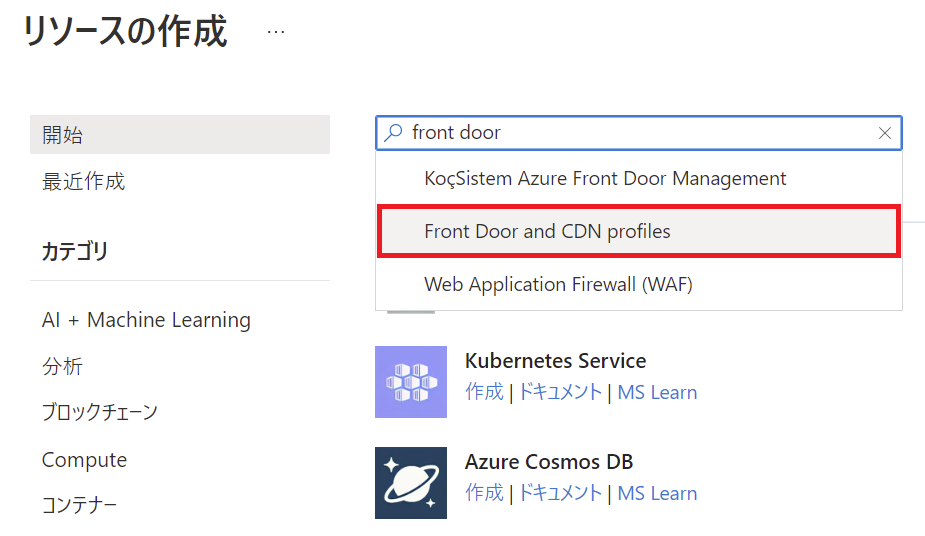 リソースの作成 ...
開始
最近作成
カテゴリ
AI + Machine Learning
分析
ブロックチェーン
Compute
コンテナー
front door
KoçSistem Azure Front Door Management
Front Door and CDN profiles
Web Application Firewall (WAF)
Kubernetes Service
作成 | ドキュメント | MS Learn
Azure Cosmos DB
作成 | ドキュメント | MS Learn